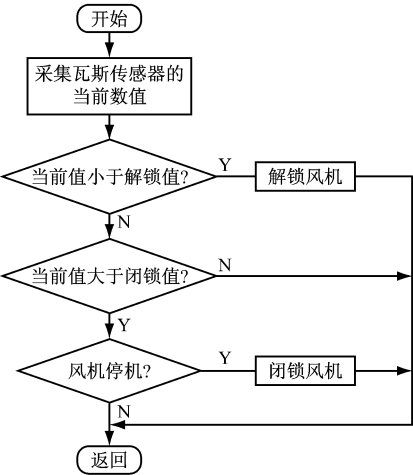 开始
采集瓦斯传感器的
当前数值
当前值小于解锁值?
Y
解锁风机
N
当前值大于闭锁值?
N
Y
风机停机?
Y
闭锁风机
N
返回